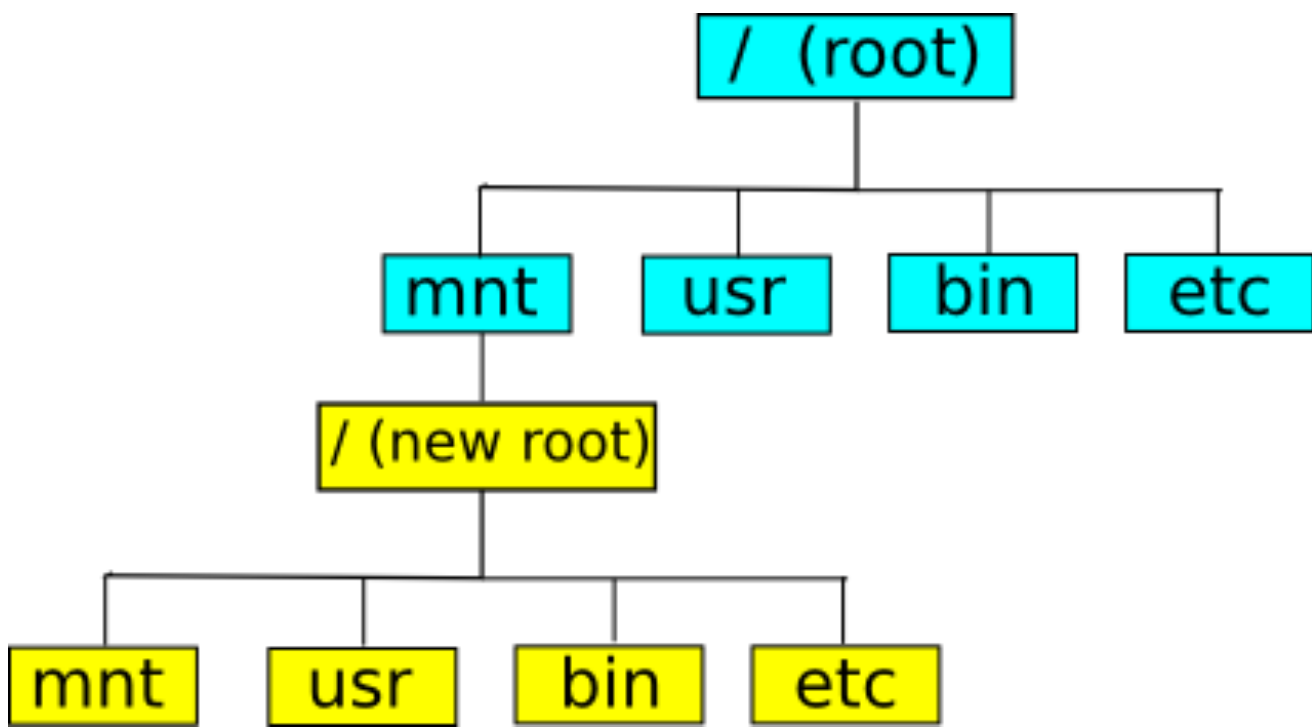 / (root)
mnt usr bin etc
/ (new root)
mnt usr bin etc